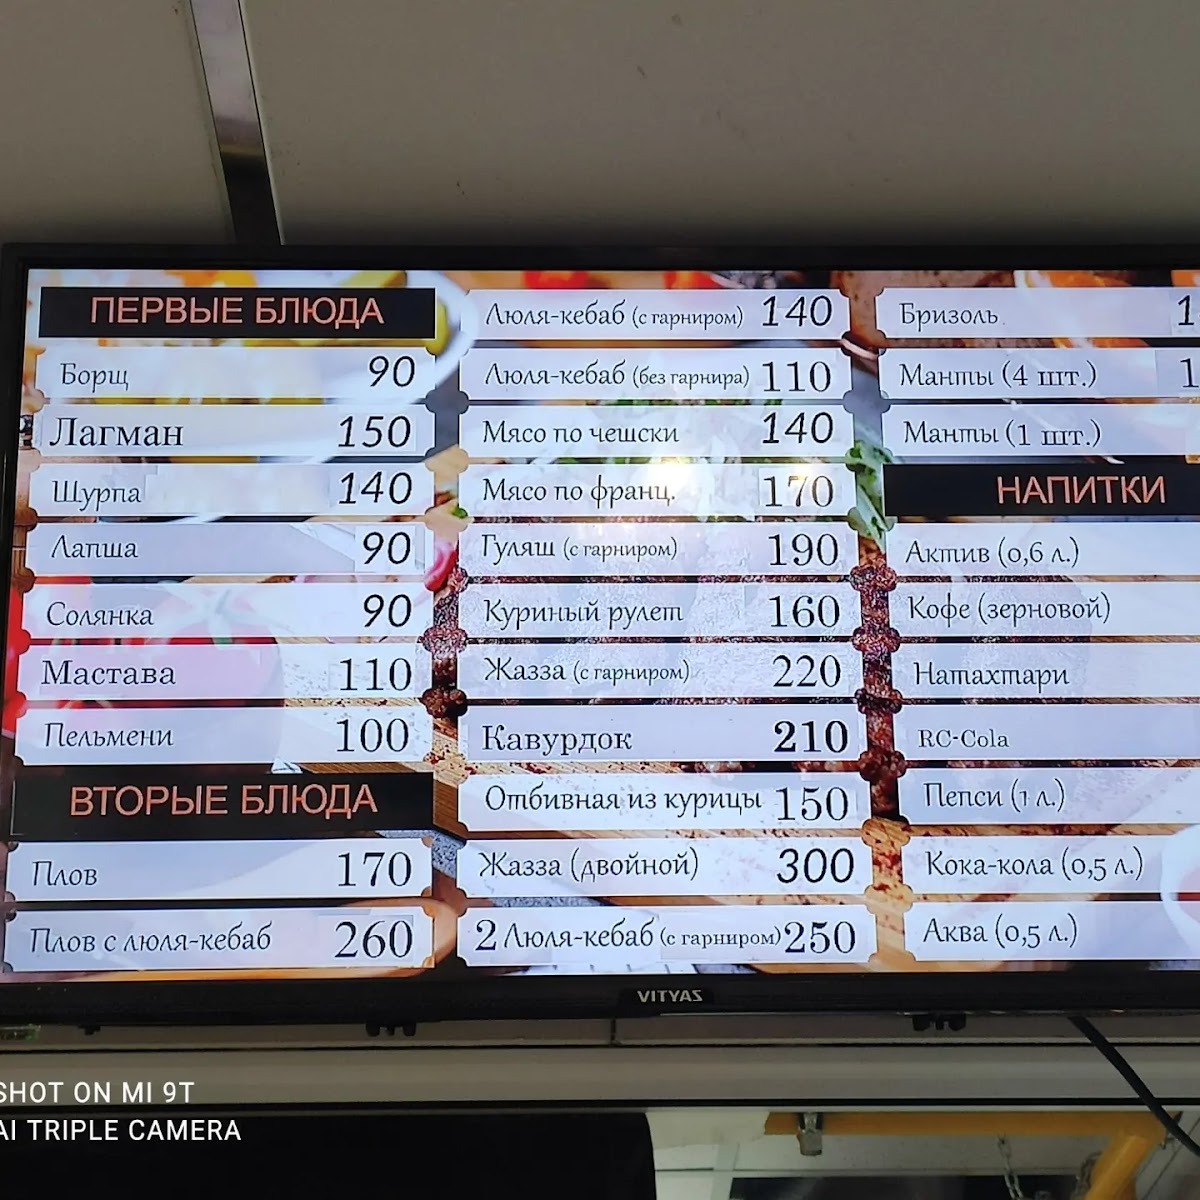 ПЕРВЫЕ БЛЮДА
Борщ 90
Лагман 150
Шурпа 140
Лапша 90
Солянка 90
Мастава 110
Пельмени 100
ВТОРЫЕ БЛЮДА
Плов 170
Плов с люля-кебаб 260
Люля-кебаб (с гарниром) 140
Люля-кебаб (без гарнира) 110
Мясо по чешски 140
Мясо по франц. 170
Гуляш (с гарниром) 190
Куриный рулет 160
Жазза (с гарниром) 220
Кавурдок 210
Отбивная из курицы 150
Жазза (двойной) 300
2 Люля-кебаб (с гарниром) 250
Бризоль
Манты (4 шт.)
Манты (1 шт.)
НАПИТКИ
Актив (0,6 л.)
Кофе (зерновой)
Натахтари
RC-Cola
Пепси (1 л.)
Кока-кола (0,5 л.)
Аква (0,5 л.)
VITYAZ
SHOT ON MI 9T
AI TRIPLE CAMERA